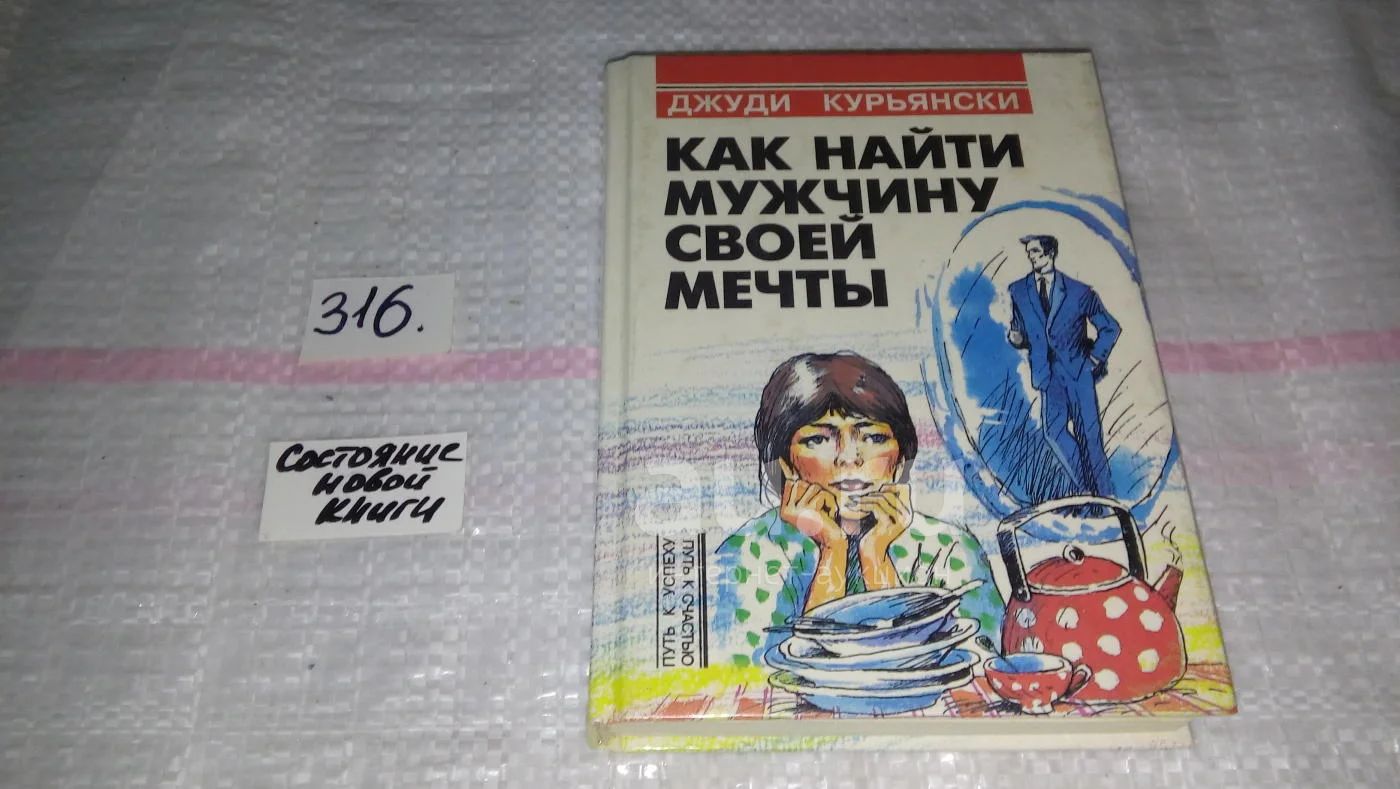 ДЖУДИ КУРЬЯНСКИ
КАК НАЙТИ
МУЖЧИНУ
СВОЕЙ
МЕЧТЫ
316.
Состояние
новой
книги
ПУТЬ К УСПЕХУ
ПУТЬ К СЧАСТЬЮ